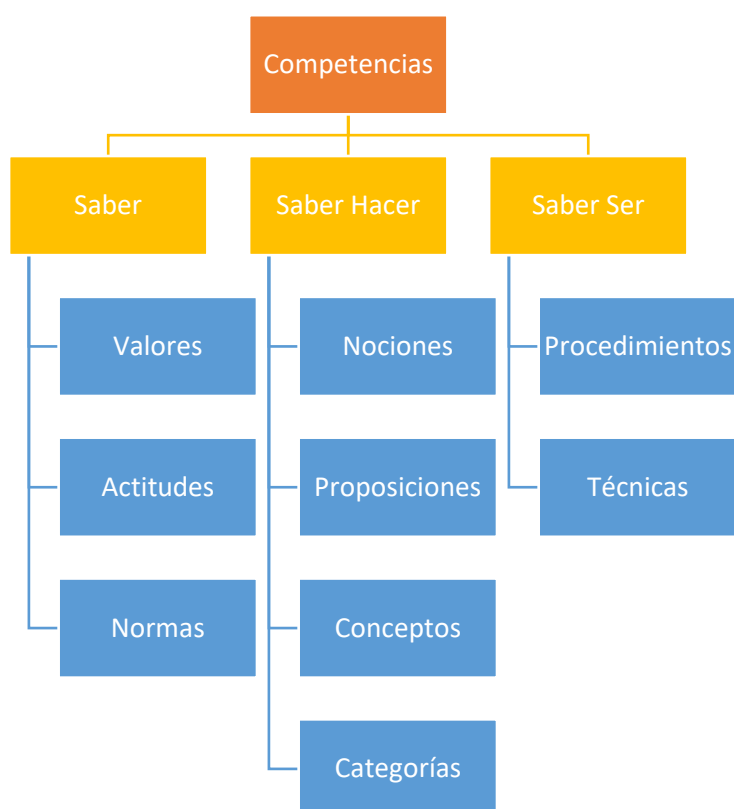 Competencias
Saber
Saber Hacer
Saber Ser
Valores
Nociones
Procedimientos
Actitudes
Proposiciones
Técnicas
Normas
Conceptos
Categorías